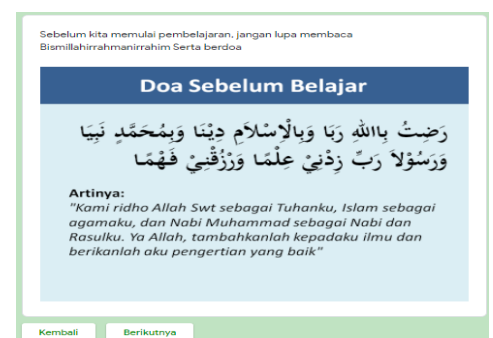 Sebelum kita memulai pembelajaran, jangan lupa membaca
Bismillahirrahmanirrahim Serta berdoa
Doa Sebelum Belajar
رَضِتُ بِااللهِ رَبَا وَبِالْاِسْلاَمِ دِيْنَا وَبِمُحَمَّدٍ نَبِيَا
وَرَسُوْلاَ رَبِّ زِدْنِيْ عِلْمًا وَرْزُقْنِيْ فَهْمًا
Artinya:
"Kami ridho Allah Swt sebagai Tuhanku, Islam sebagai
agamaku, dan Nabi Muhammad sebagai Nabi dan
Rasulku. Ya Allah, tambahkanlah kepadaku ilmu dan
berikanlah aku pengertian yang baik"
Kembali
Berikutnya